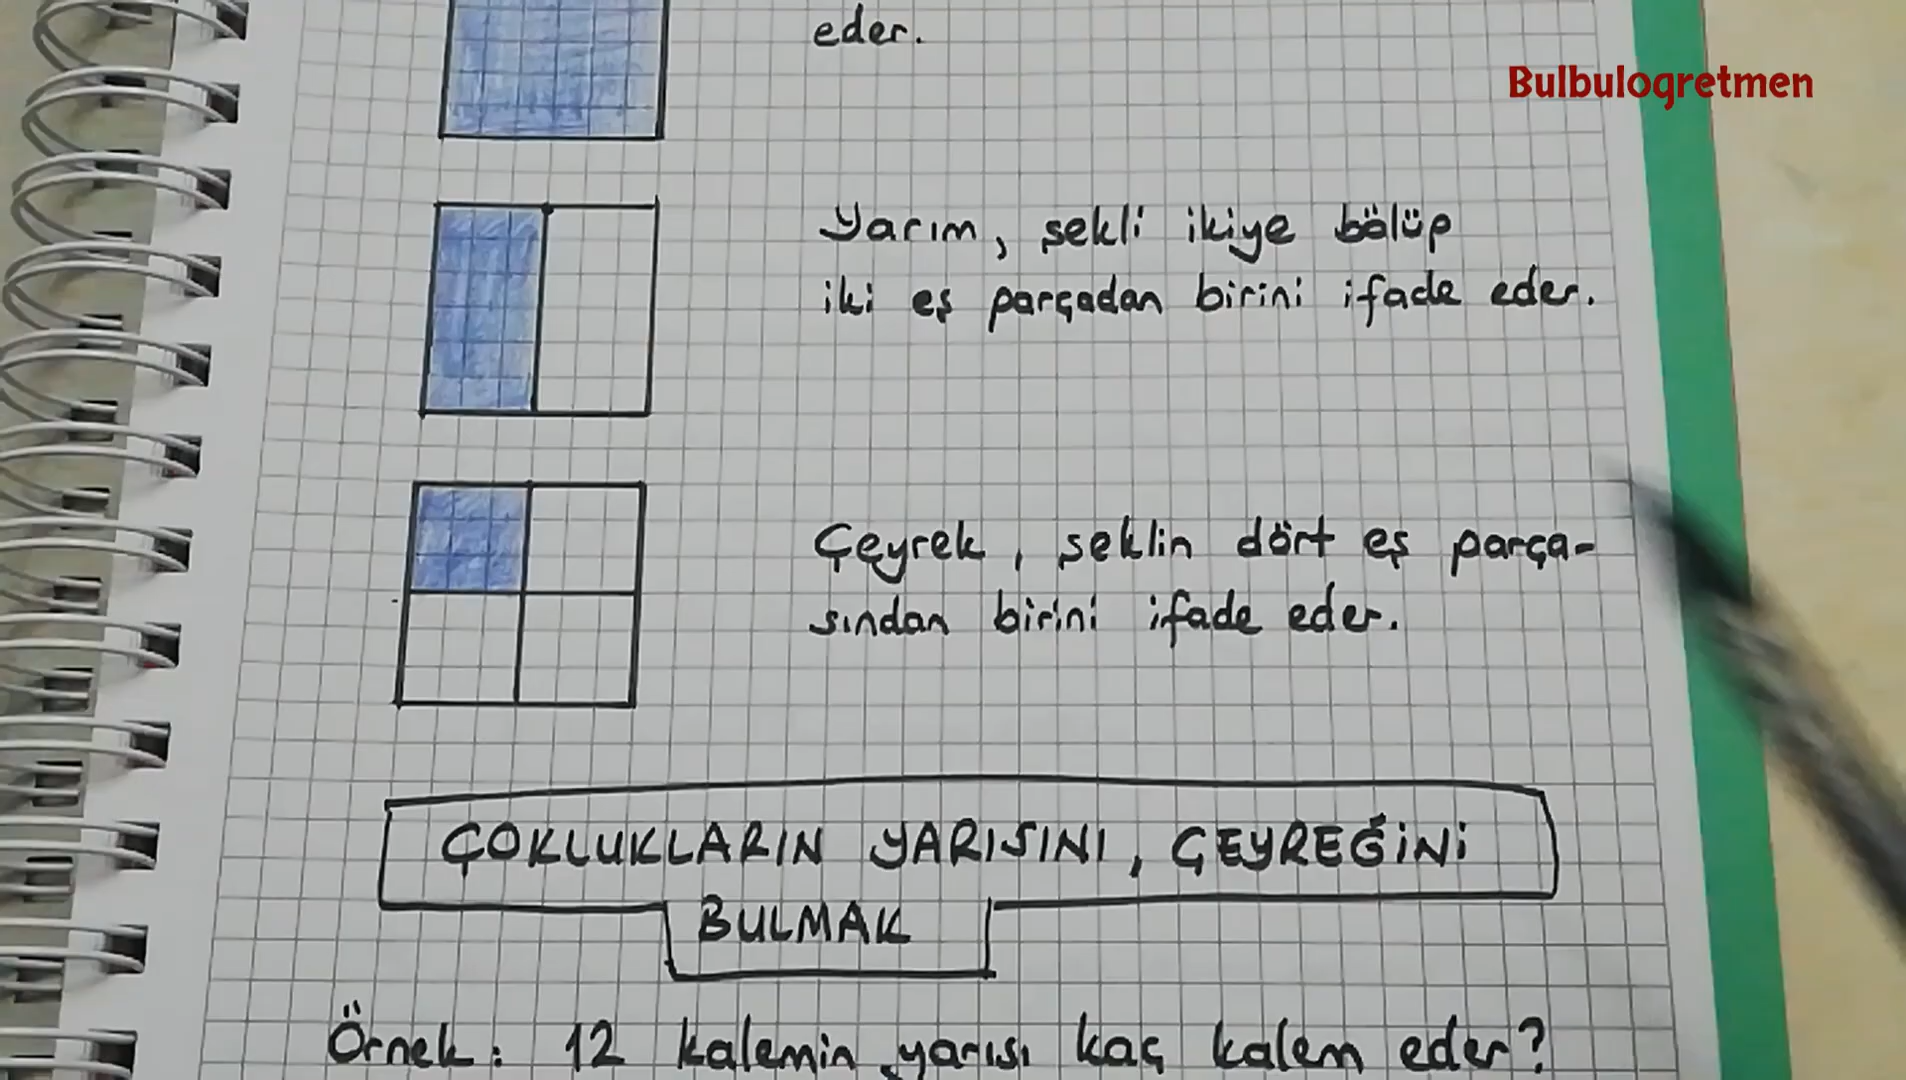 eder.
Bulbulogretmen
Yarım, şekli ikiye bölüp
iki eş parçadan birini ifade eder.
Çeyrek, şeklin dört eş parça-
sından birini ifade eder.
ÇOKLUKLARIN YARISINI, ÇEYREĞİNİ
BULMAK
Örnek: 12 kalemin yarısı kaç kalem eder?